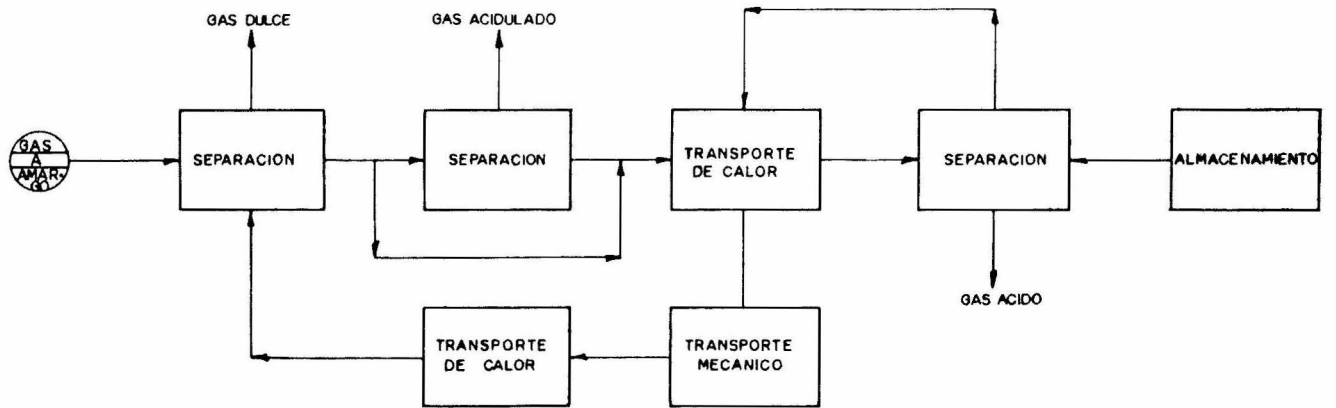 GAS DULCE
GAS ACIDULADO
GAS
A
AMAR-
GO
SEPARACION
SEPARACION
TRANSPORTE
DE CALOR
SEPARACION
ALMACENAMIENTO
GAS ACIDO
TRANSPORTE
DE CALOR
TRANSPORTE
MECANICO